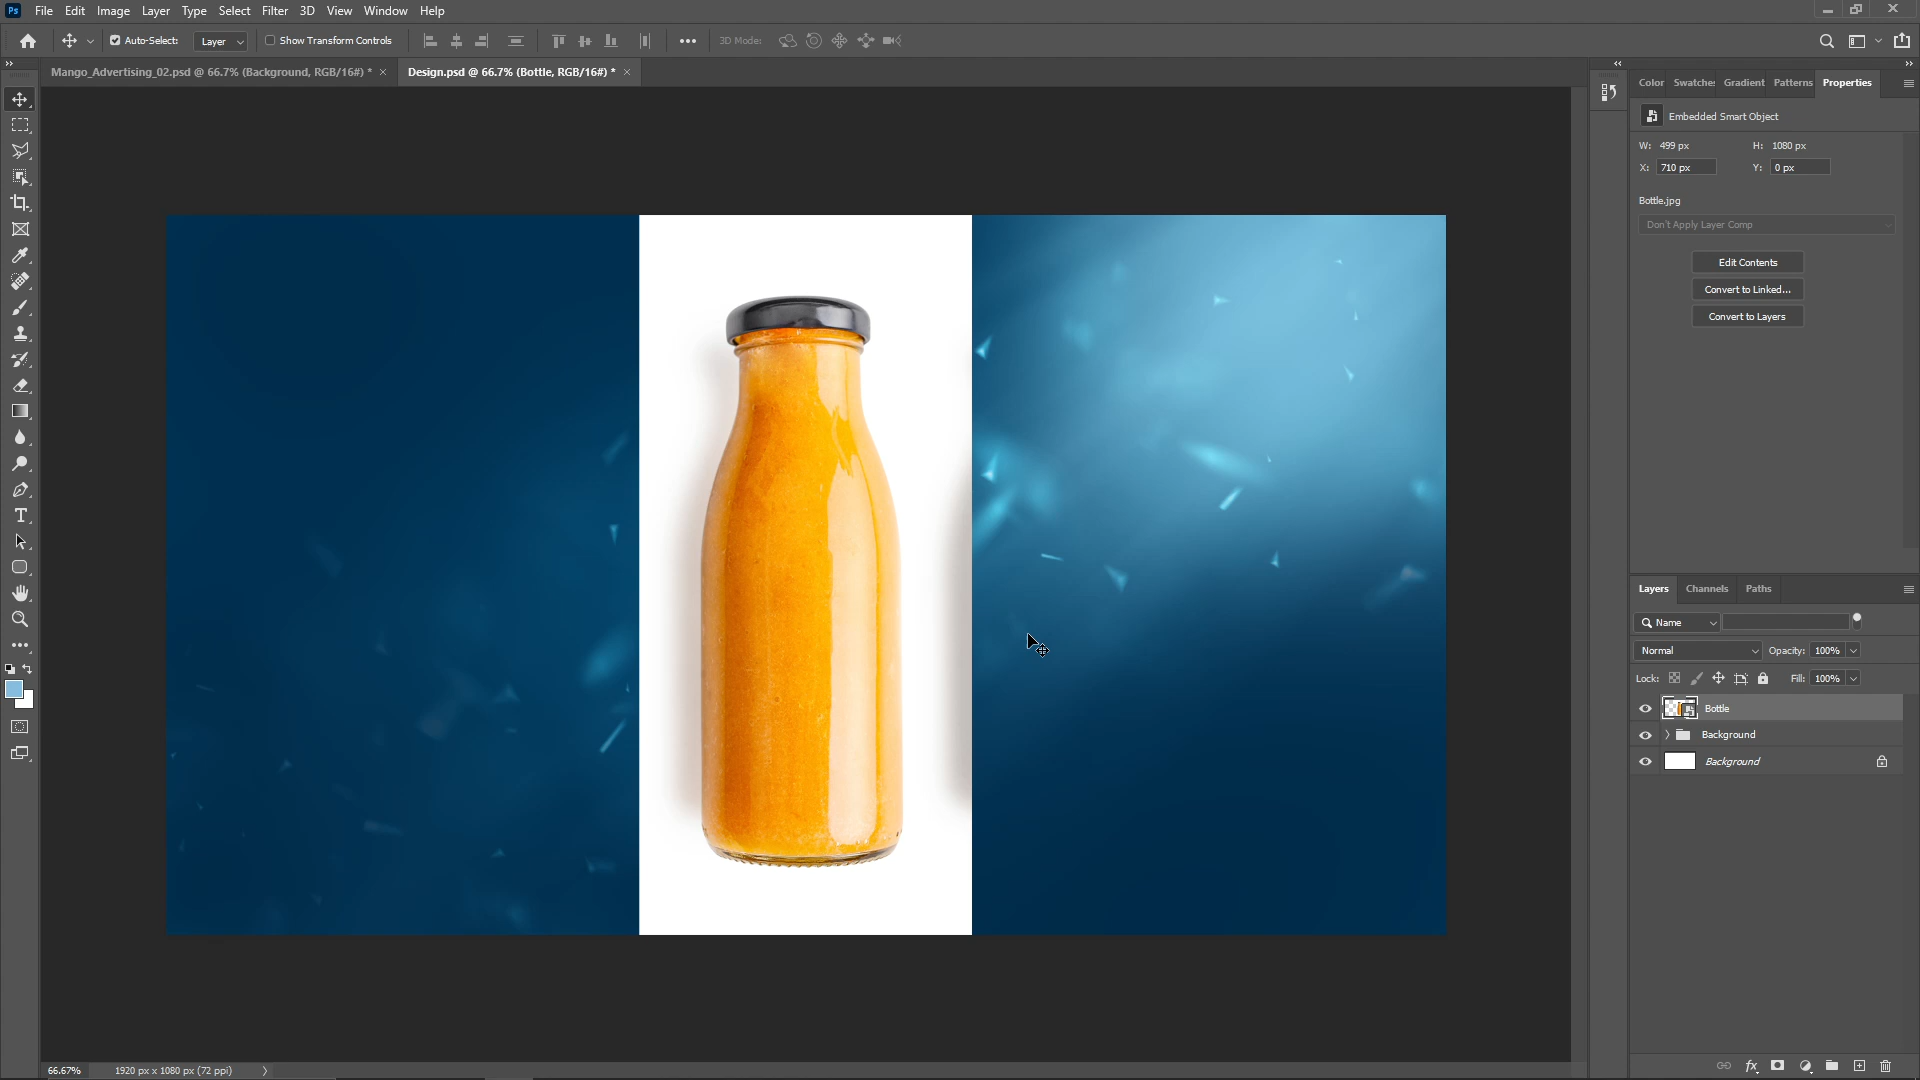 Ps File Edit Image Layer Type Select Filter 3D View Window Help
Auto-Select: Layer Show Transform Controls 3D Mode:
Mango_Advertising_02.psd @ 66.7% (Background, RGB/16#) * Design.psd @ 66.7% (Bottle, RGB/16#) *
Color Swatches Gradient Patterns Properties
Embedded Smart Object
W: 499 px H: 1080 px
X: 710 px Y: 0 px
Bottle.jpg
Don't Apply Layer Comp
Edit Contents
Convert to Linked...
Convert to Layers
Layers Channels Paths
Name
Normal Opacity: 100%
Lock: Fill: 100%
Bottle
Background
Background
66.67% 1920 px x 1080 px (72 ppi)